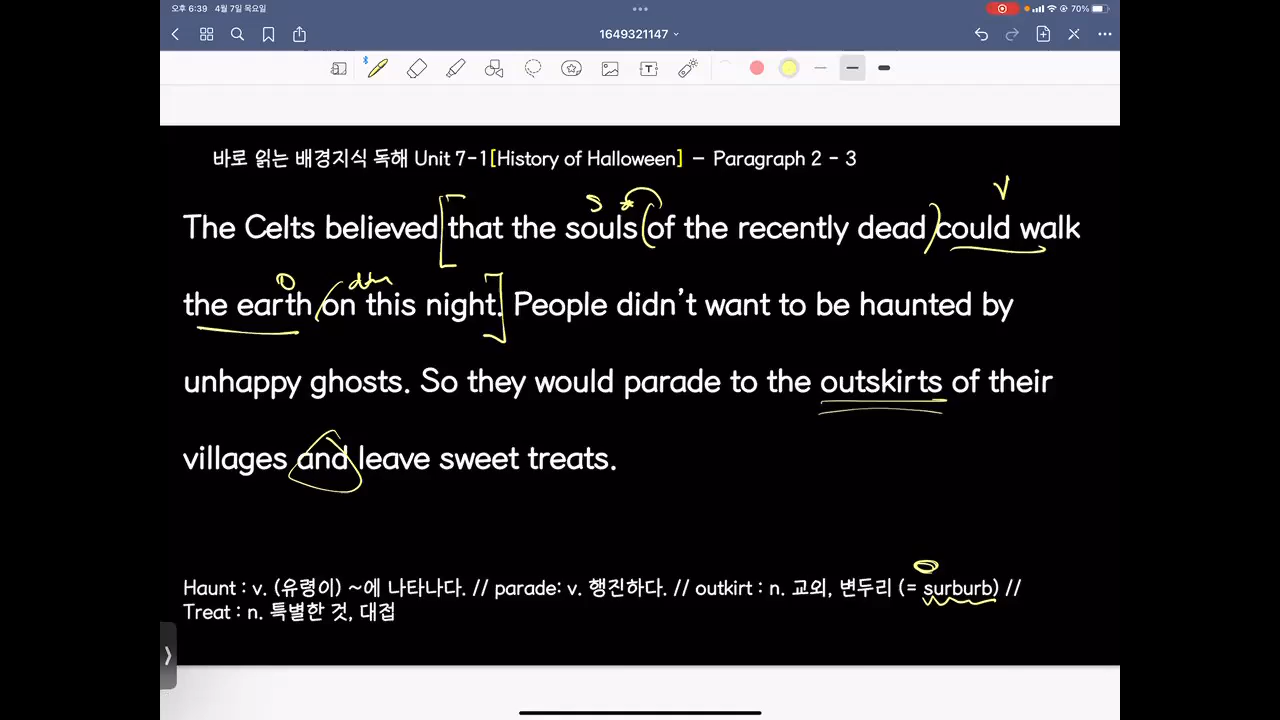 오후 6:39 4월 7일 목요일
70%
1649321147
바로 읽는 배경지식 독해 Unit 7-1[History of Halloween] – Paragraph 2 - 3
S
V
The Celts believed [that the souls (of the recently dead) could walk
O
the earth /on this night.] People didn't want to be haunted by
unhappy ghosts. So they would parade to the outskirts of their
villages and leave sweet treats.
Haunt : v. (유령이) ~에 나타나다. // parade: v. 행진하다. // outkirt : n. 교외, 변두리 (= surburb) //
Treat : n. 특별한 것, 대접